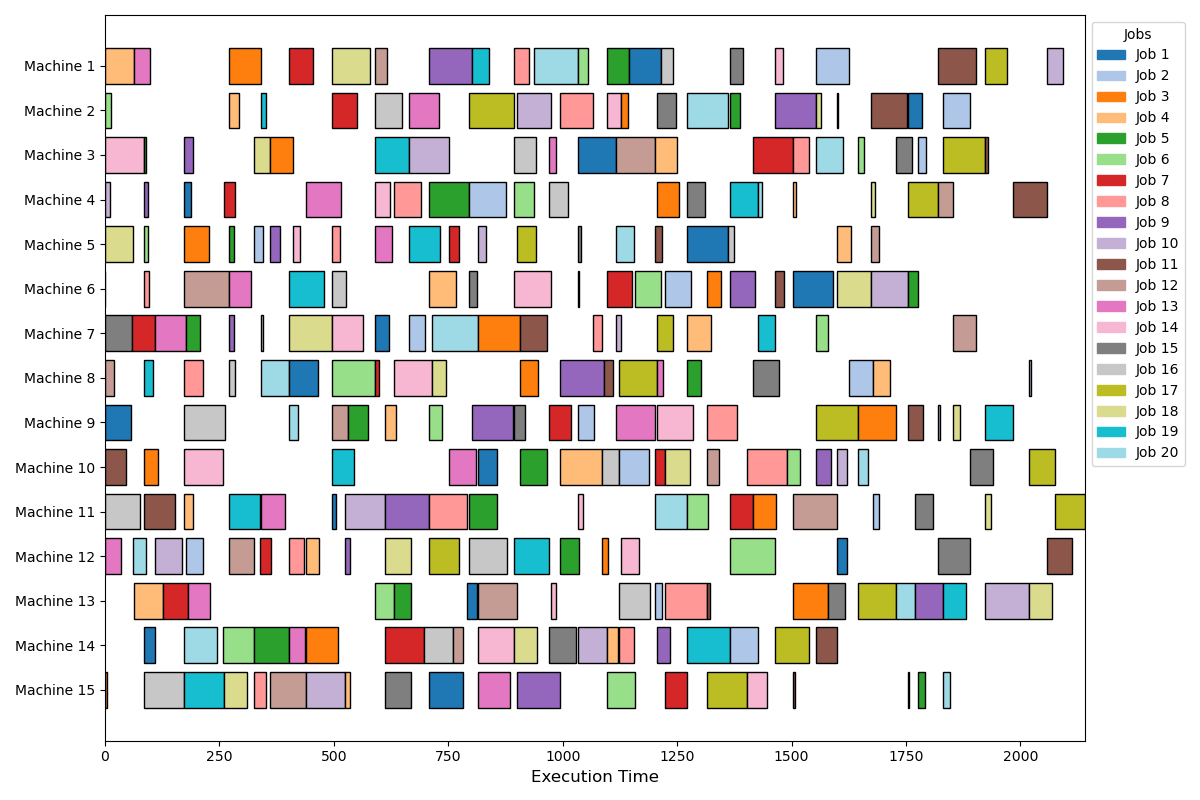 Machine 1
Machine 2
Machine 3
Machine 4
Machine 5
Machine 6
Machine 7
Machine 8
Machine 9
Machine 10
Machine 11
Machine 12
Machine 13
Machine 14
Machine 15
0 250 500 750 1000 1250 1500 1750 2000
Execution Time
Jobs
Job 1
Job 2
Job 3
Job 4
Job 5
Job 6
Job 7
Job 8
Job 9
Job 10
Job 11
Job 12
Job 13
Job 14
Job 15
Job 16
Job 17
Job 18
Job 19
Job 20